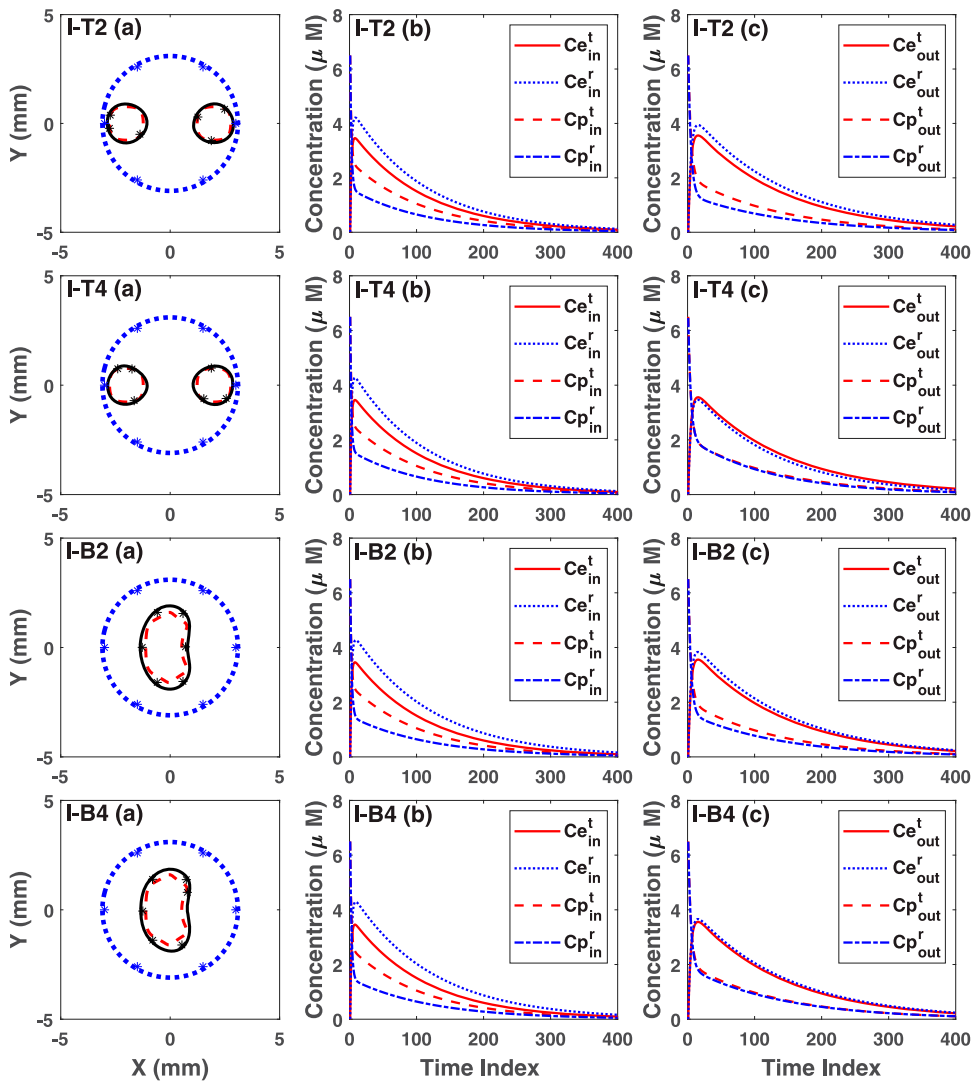 I-T2 (a)
Y (mm)
5
0
-5
-5 0 5
I-T2 (b)
Concentration (μ M)
8
6
4
2
0
0 100 200 300 400
Ce^t_in
Ce^r_in
Cp^t_in
Cp^r_in
I-T2 (c)
Concentration (μ M)
8
6
4
2
0
0 100 200 300 400
Ce^t_out
Ce^r_out
Cp^t_out
Cp^r_out
I-T4 (a)
Y (mm)
5
0
-5
-5 0 5
I-T4 (b)
Concentration (μ M)
8
6
4
2
0
0 100 200 300 400
Ce^t_in
Ce^r_in
Cp^t_in
Cp^r_in
I-T4 (c)
Concentration (μ M)
8
6
4
2
0
0 100 200 300 400
Ce^t_out
Ce^r_out
Cp^t_out
Cp^r_out
I-B2 (a)
Y (mm)
5
0
-5
-5 0 5
I-B2 (b)
Concentration (μ M)
8
6
4
2
0
0 100 200 300 400
Ce^t_in
Ce^r_in
Cp^t_in
Cp^r_in
I-B2 (c)
Concentration (μ M)
8
6
4
2
0
0 100 200 300 400
Ce^t_out
Ce^r_out
Cp^t_out
Cp^r_out
I-B4 (a)
Y (mm)
5
0
-5
-5 0 5
X (mm)
I-B4 (b)
Concentration (μ M)
8
6
4
2
0
0 100 200 300 400
Time Index
Ce^t_in
Ce^r_in
Cp^t_in
Cp^r_in
I-B4 (c)
Concentration (μ M)
8
6
4
2
0
0 100 200 300 400
Time Index
Ce^t_out
Ce^r_out
Cp^t_out
Cp^r_out